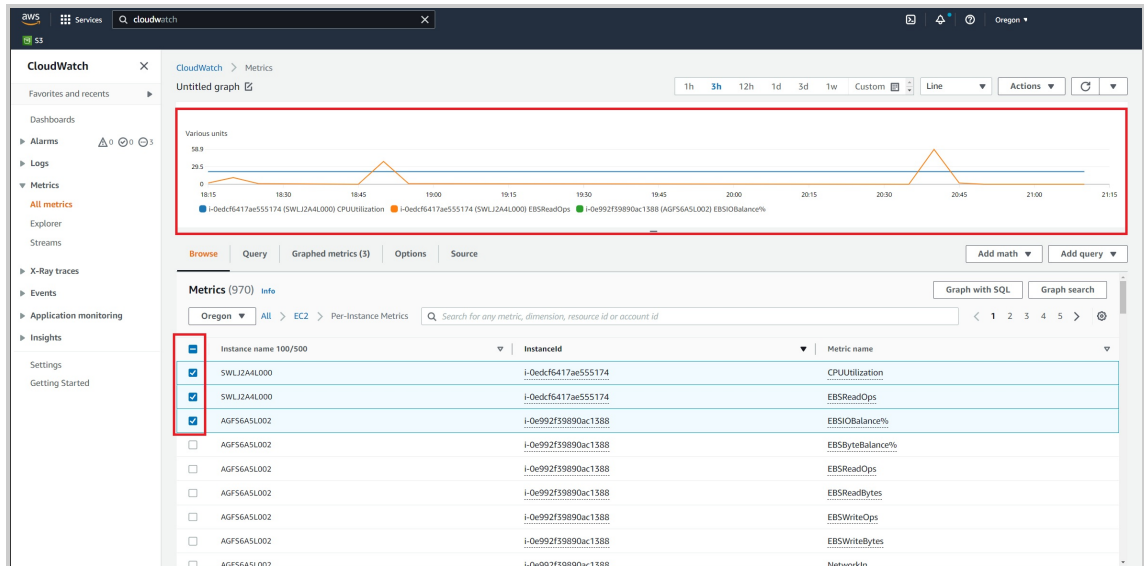 aws Services cloudwatch Oregon
S3
CloudWatch
Favorites and recents
Dashboards
Alarms 0 0 3
Logs
Metrics
All metrics
Explorer
Streams
X-Ray traces
Events
Application monitoring
Insights
Settings
Getting Started
CloudWatch > Metrics
Untitled graph 1h 3h 12h 1d 3d 1w Custom Line Actions
Various units
58.9
29.5
0
18:15 18:30 18:45 19:00 19:15 19:30 19:45 20:00 20:15 20:30 20:45 21:00 21:15
i-0edcf6417ae555174 (SWLJ2A4L000) CPUUtilization i-0edcf6417ae555174 (SWLJ2A4L000) EBSReadOps i-0e992f39890ac1388 (AGFS6A5L002) EBSIOBalance%
Browse Query Graphed metrics (3) Options Source Add math Add query
Metrics (970) Info Graph with SQL Graph search
Oregon All > EC2 > Per-Instance Metrics Search for any metric, dimension, resource id or account id < 1 2 3 4 5 >
Instance name 100/500 InstanceId Metric name
SWLJ2A4L000 i-0edcf6417ae555174 CPUUtilization
SWLJ2A4L000 i-0edcf6417ae555174 EBSReadOps
AGFS6A5L002 i-0e992f39890ac1388 EBSIOBalance%
AGFS6A5L002 i-0e992f39890ac1388 EBSByteBalance%
AGFS6A5L002 i-0e992f39890ac1388 EBSReadOps
AGFS6A5L002 i-0e992f39890ac1388 EBSReadBytes
AGFS6A5L002 i-0e992f39890ac1388 EBSWriteOps
AGFS6A5L002 i-0e992f39890ac1388 EBSWriteBytes
AGFS6A5L002 i-0e992f39890ac1388 NetworkIn